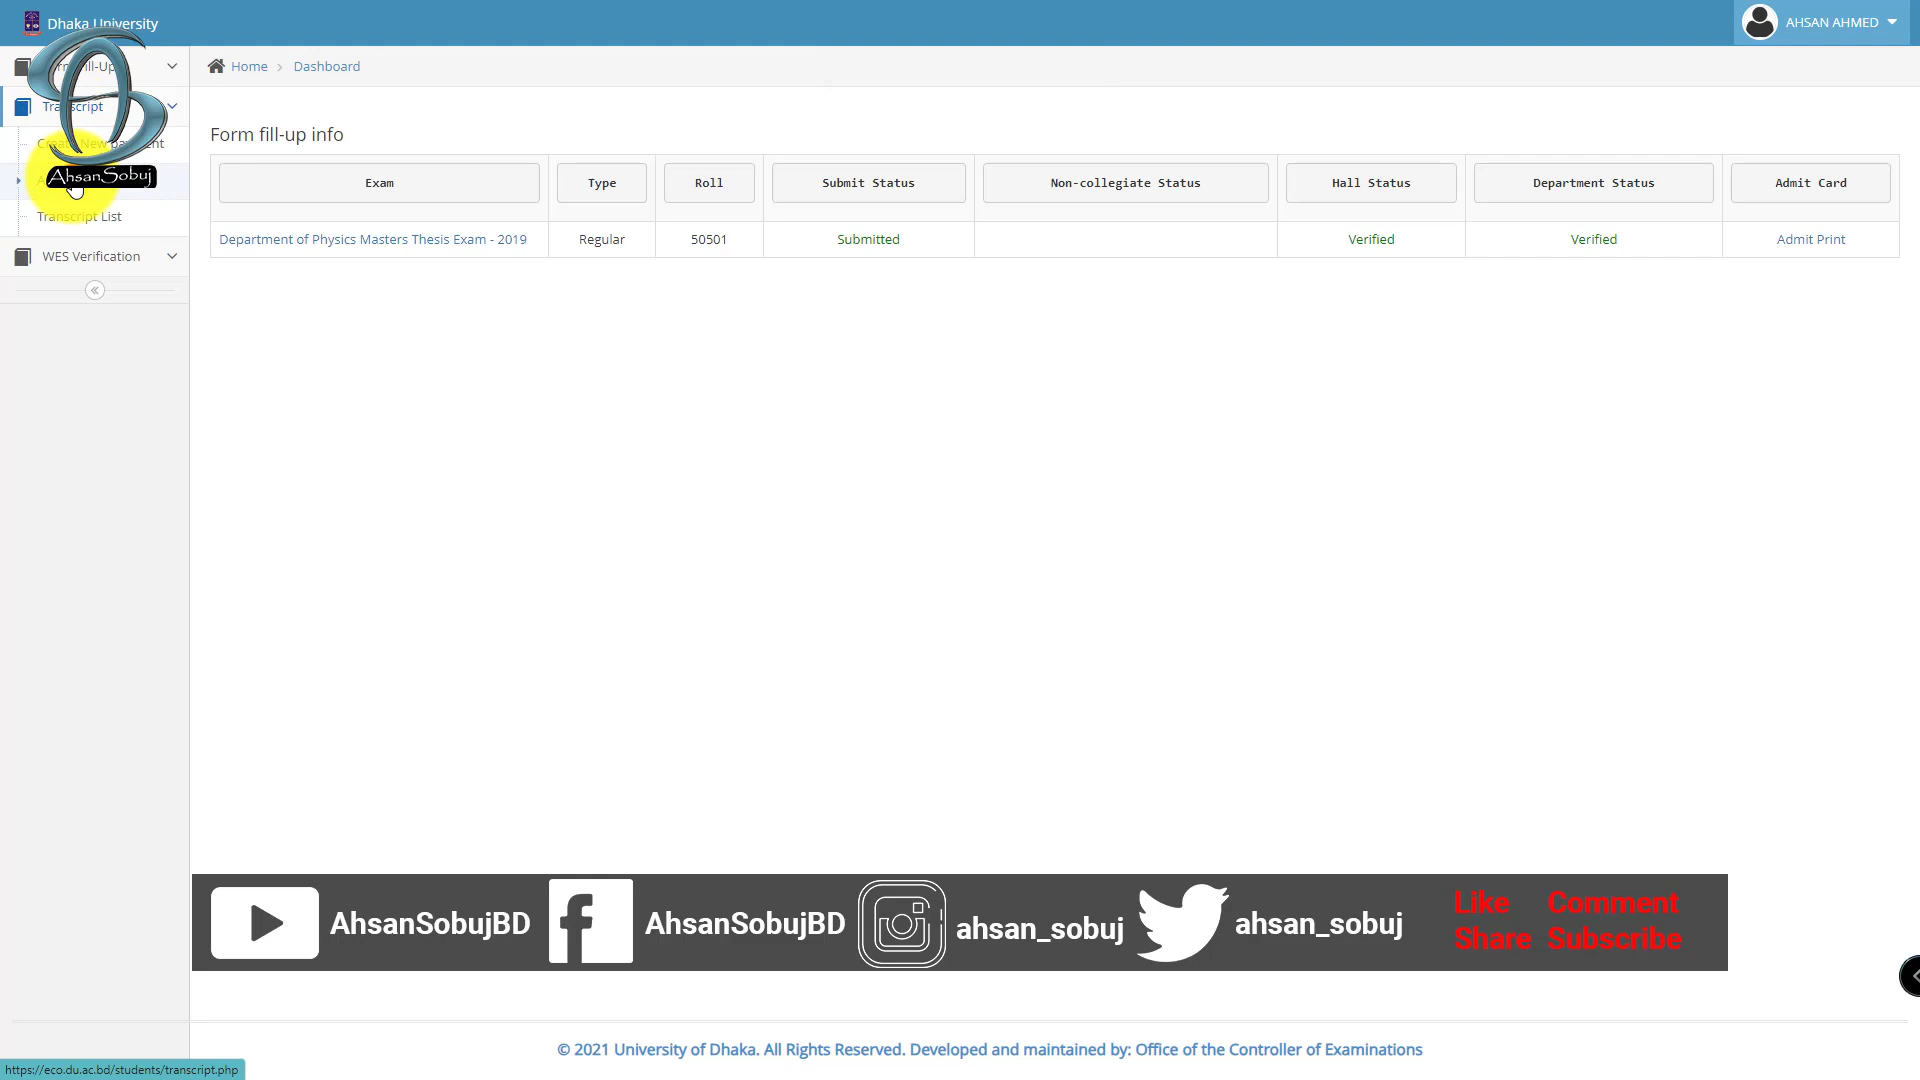 Dhaka University
AHSAN AHMED
Home
Dashboard
Transcript
AhsanSobuj
Transcript List
WES Verification
Form fill-up info
Exam Type Roll Submit Status Non-collegiate Status Hall Status Department Status Admit Card
Department of Physics Masters Thesis Exam - 2019 Regular 50501 Submitted Verified Verified Admit Print
AhsanSobujBD AhsanSobujBD ahsan_sobuj ahsan_sobuj
Like Comment
Share Subscribe
© 2021 University of Dhaka. All Rights Reserved. Developed and maintained by: Office of the Controller of Examinations
https://eco.du.ac.bd/students/transcript.php